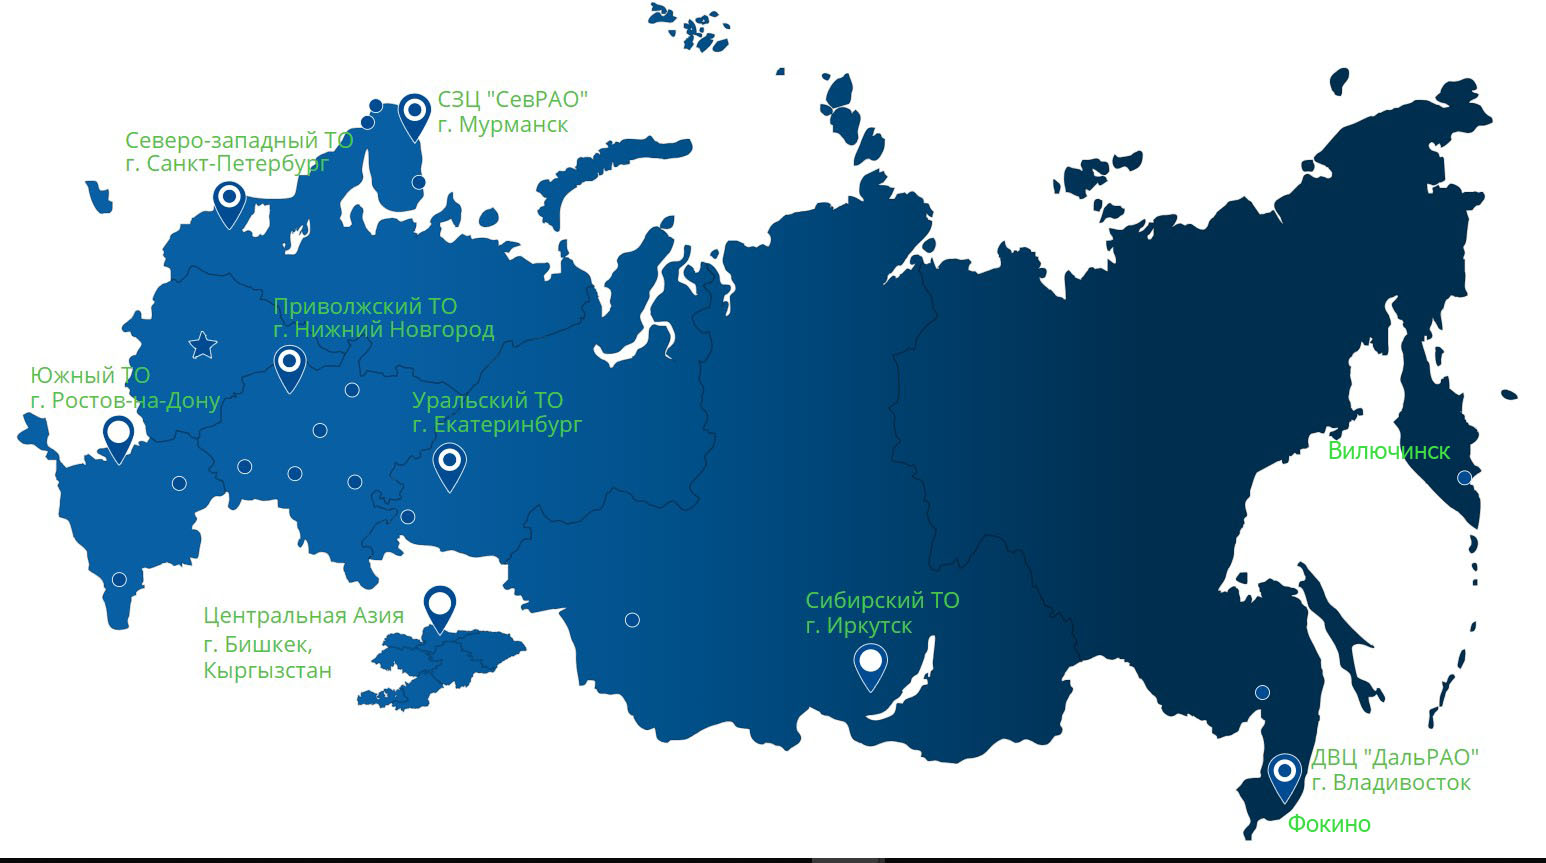 СЗЦ "СевРАО"
г. Мурманск
Северо-западный ТО
г. Санкт-Петербург
Приволжский ТО
г. Нижний Новгород
Южный ТО
г. Ростов-на-Дону
Уральский ТО
г. Екатеринбург
Вилючинск
Центральная Азия
г. Бишкек,
Кыргызстан
Сибирский ТО
г. Иркутск
ДВЦ "ДальРАО"
г. Владивосток
Фокино